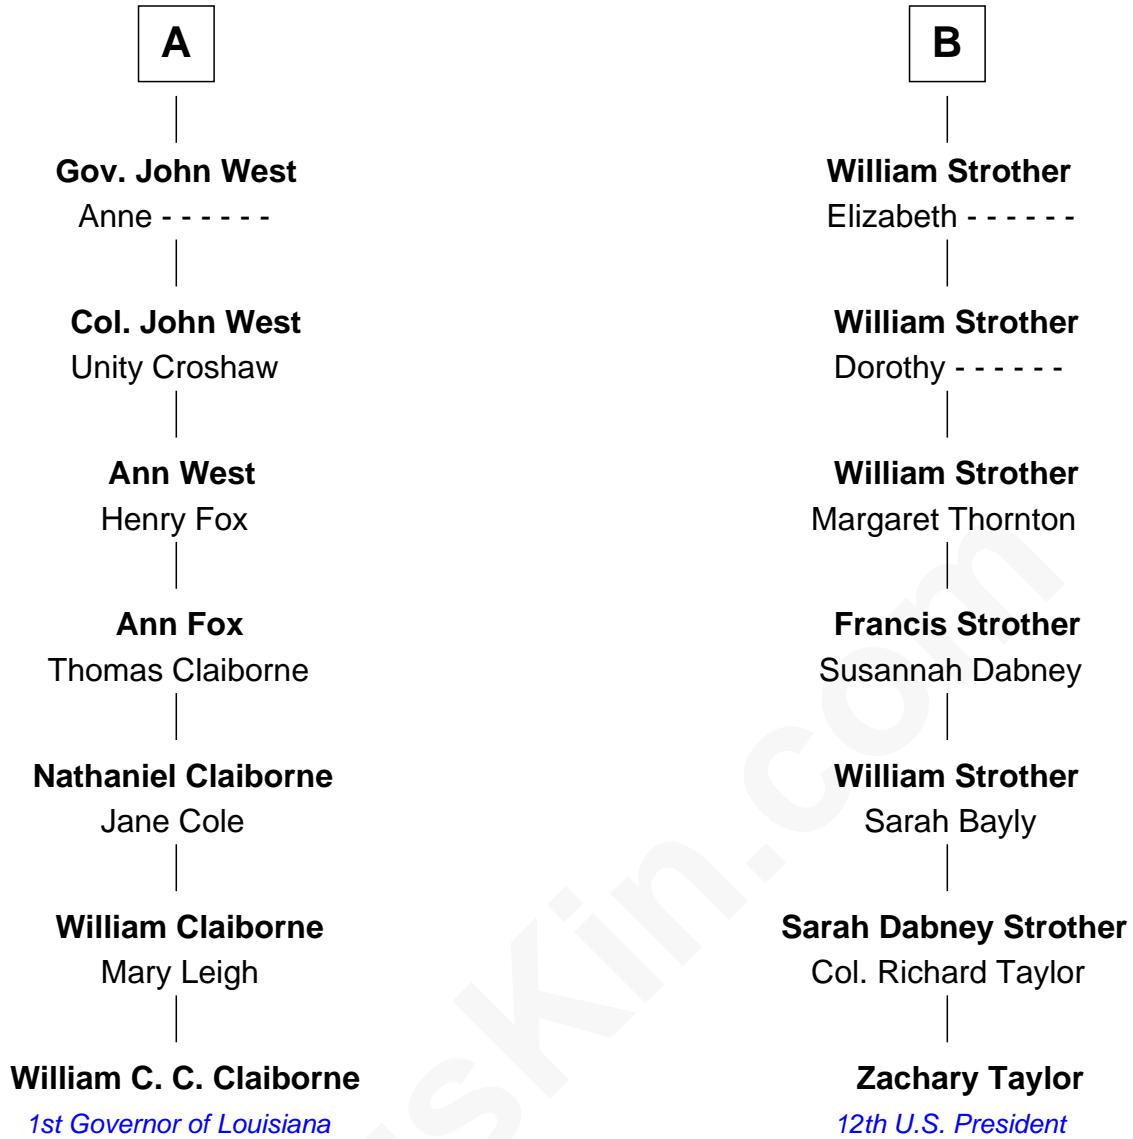 A
Gov. John West
Anne - - - - - -
Col. John West
Unity Croshaw
Ann West
Henry Fox
Ann Fox
Thomas Claiborne
Nathaniel Claiborne
Jane Cole
William Claiborne
Mary Leigh
William C. C. Claiborne
1st Governor of Louisiana
B
William Strother
Elizabeth - - - - - -
William Strother
Dorothy - - - - - -
William Strother
Margaret Thornton
Francis Strother
Susannah Dabney
William Strother
Sarah Bayly
Sarah Dabney Strother
Col. Richard Taylor
Zachary Taylor
12th U.S. President